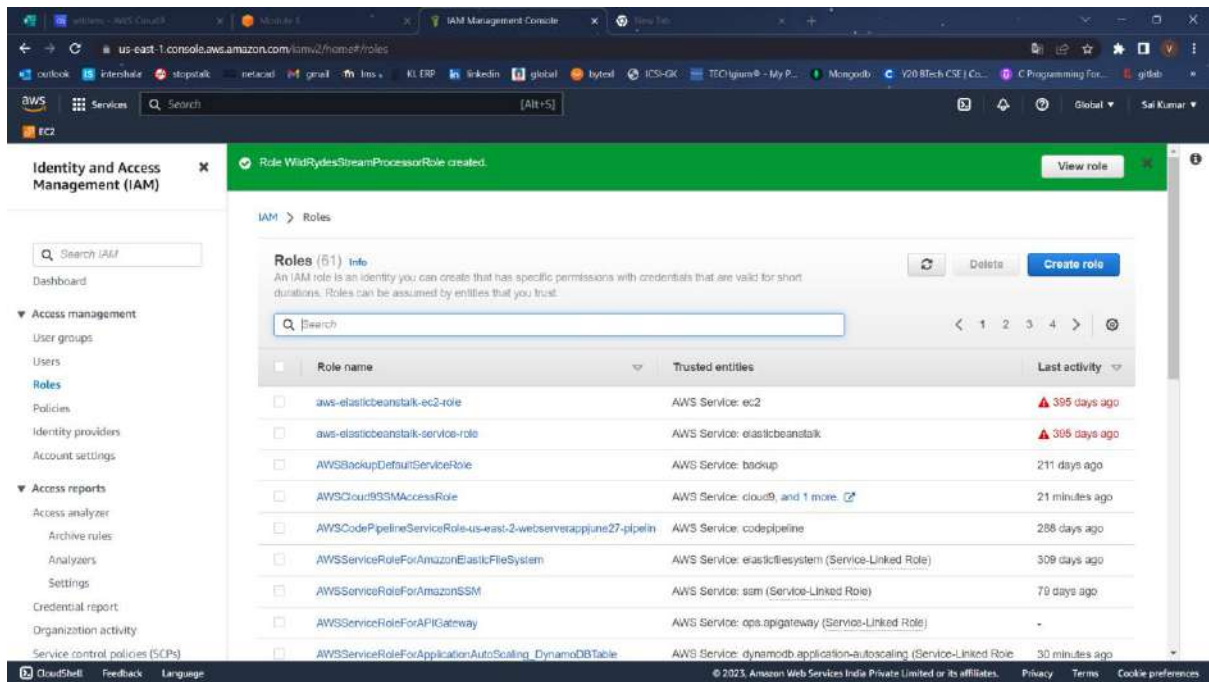 Module 1
IAM Management Console
New Tab
us-east-1.console.aws.amazon.com/iamv2/home#/roles
outlook
intershala
stopstalk
netacad
gmail
lms
KL ERP
linkedin
global
ICSI-GK
TECHgium® - My P...
Mongodb
Y20 BTech CSE | Co...
C Programming For...
gitlab
aws
Services
Search
[Alt+S]
Global
Sai Kumar
EC2
Identity and Access
Management (IAM)
Role WildRydesStreamProcessorRole created.
View role
IAM > Roles
Search IAM
Dashboard
Access management
User groups
Users
Roles
Policies
Identity providers
Account settings
Access reports
Access analyzer
Archive rules
Analyzers
Settings
Credential report
Organization activity
Service control policies (SCPs)
Roles (61) Info
An IAM role is an identity you can create that has specific permissions with credentials that are valid for short
durations. Roles can be assumed by entities that you trust.
Delete
Create role
Search
1 2 3 4
Role name Trusted entities Last activity
aws-elasticbeanstalk-ec2-role AWS Service: ec2 395 days ago
aws-elasticbeanstalk-service-role AWS Service: elasticbeanstalk 395 days ago
AWSBackupDefaultServiceRole AWS Service: backup 211 days ago
AWSCloud9SSMAccessRole AWS Service: cloud9, and 1 more. 21 minutes ago
AWSCodePipelineServiceRole-us-east-2-webserverappjune27-pipelin AWS Service: codepipeline 288 days ago
AWSServiceRoleForAmazonElasticFileSystem AWS Service: elasticfilesystem (Service-Linked Role) 309 days ago
AWSServiceRoleForAmazonSSM AWS Service: ssm (Service-Linked Role) 79 days ago
AWSServiceRoleForAPIGateway AWS Service: ops.apigateway (Service-Linked Role) -
AWSServiceRoleForApplicationAutoScaling_DynamoDBTable AWS Service: dynamodb.application-autoscaling (Service-Linked Role 30 minutes ago
CloudShell Feedback Language
© 2023, Amazon Web Services India Private Limited or its affiliates. Privacy Terms Cookie preferences